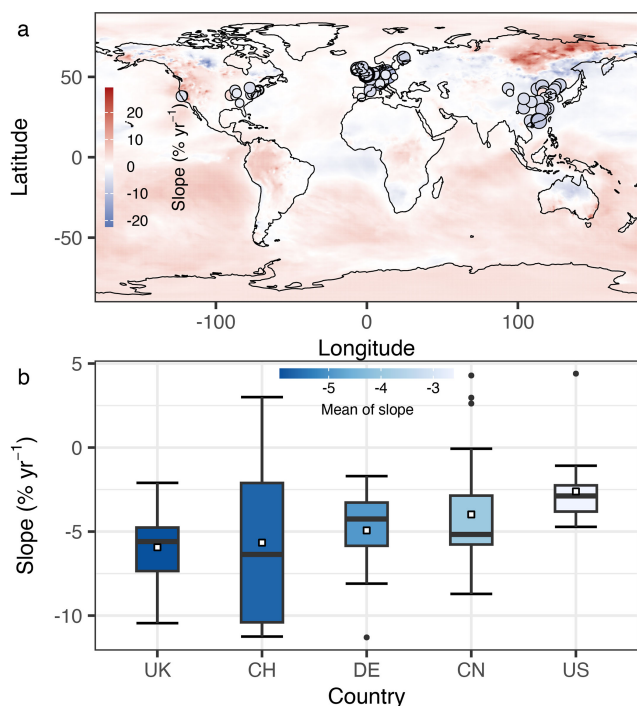 a
Latitude
50
0
-50
Slope (% yr⁻¹)
20
10
0
-10
-20
-100
0
100
Longitude
b
Slope (% yr⁻¹)
5
0
-5
-10
-5
-4
-3
Mean of slope
UK
CH
DE
CN
US
Country